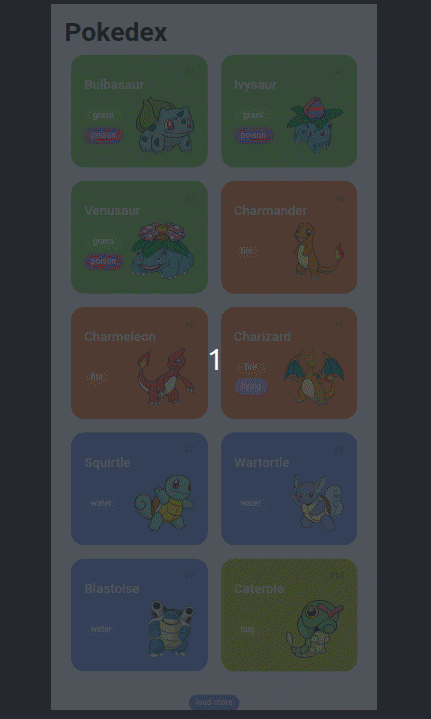 Pokedex
#1
Bulbasaur
grass
poison
#2
Ivysaur
grass
poison
#3
Venusaur
grass
poison
#4
Charmander
fire
#5
Charmeleon
fire
#6
Charizard
fire
flying
1
#7
Squirtle
water
#8
Wartortle
water
#9
Blastoise
water
#10
Caterpie
bug
load more